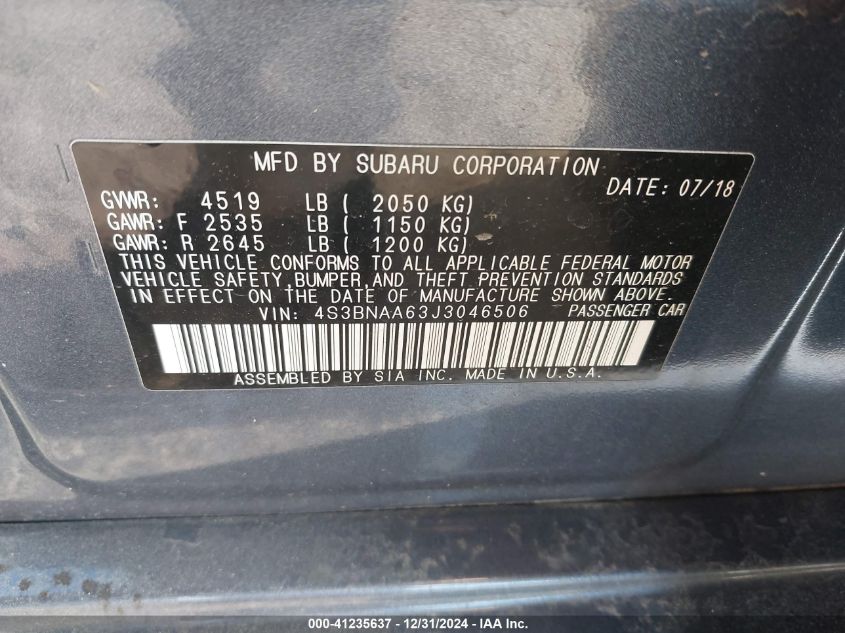 MFD BY SUBARU CORPORATION
DATE: 07/18
GVWR: 4519 LB ( 2050 KG)
GAWR: F 2535 LB ( 1150 KG)
GAWR: R 2645 LB ( 1200 KG)
THIS VEHICLE CONFORMS TO ALL APPLICABLE FEDERAL MOTOR
VEHICLE SAFETY, BUMPER, AND THEFT PREVENTION STANDARDS
IN EFFECT ON THE DATE OF MANUFACTURE SHOWN ABOVE.
VIN: 4S3BNAA63J3046506 PASSENGER CAR
ASSEMBLED BY SIA INC. MADE IN U.S.A.
000-41235637 - 12/31/2024 - IAA Inc.